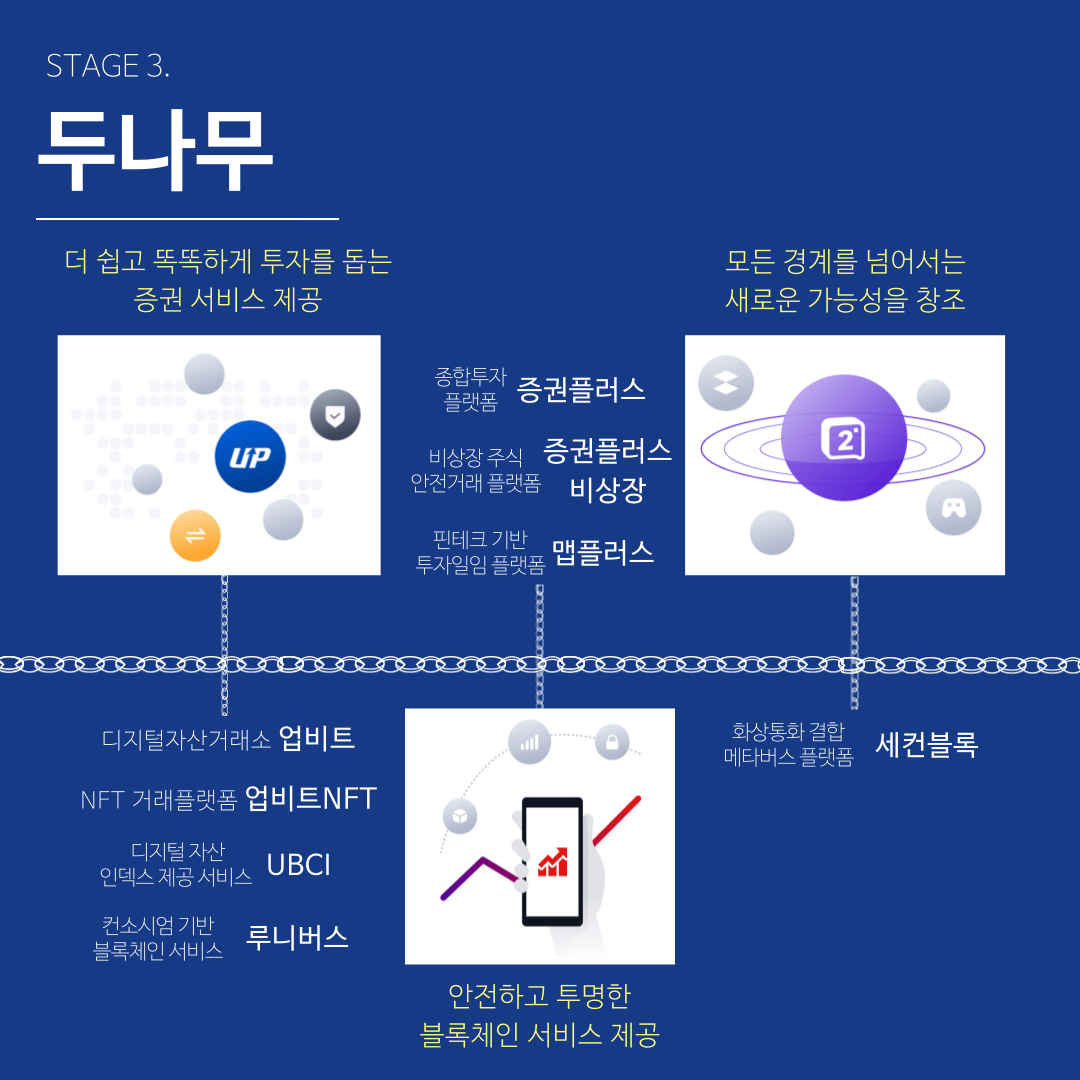 STAGE 3.
두나무
더 쉽고 똑똑하게 투자를 돕는
증권 서비스 제공
모든 경계를 넘어서는
새로운 가능성을 창조
UP
2
종합투자
플랫폼
증권플러스
비상장 주식
안전거래 플랫폼
증권플러스
비상장
핀테크 기반
투자일임 플랫폼
맵플러스
디지털자산거래소 업비트
NFT 거래플랫폼 업비트NFT
디지털 자산
인덱스 제공 서비스
UBCI
컨소시엄 기반
블록체인 서비스
루니버스
화상통화 결합
메타버스 플랫폼
세컨블록
안전하고 투명한
블록체인 서비스 제공